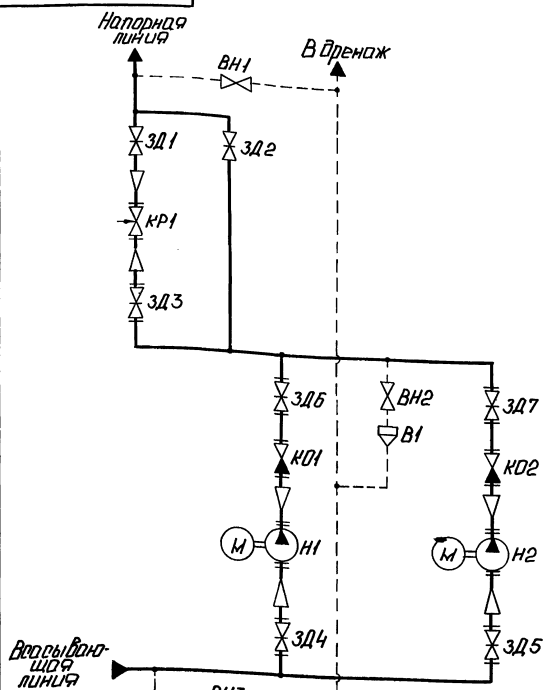 Напорная
линия
В дренаж
ВН1
ЗД1
ЗД2
КР1
ЗД3
ЗД6
ВН2
ЗД7
В1
КО1
КО2
М
Н1
М
Н2
ЗД4
ЗД5
Всасываю-
щая
линия